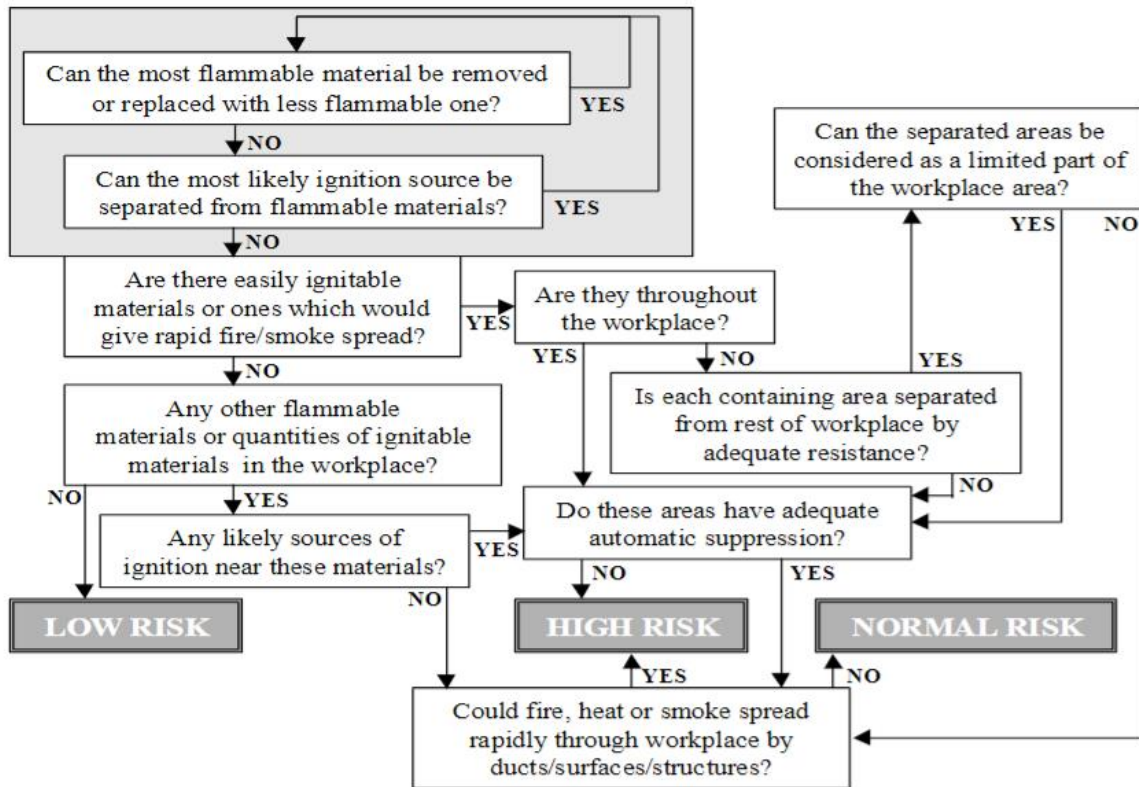 Can the most flammable material be removed
or replaced with less flammable one?
YES
NO
Can the most likely ignition source be
separated from flammable materials?
YES
NO
Can the separated areas be
considered as a limited part of
the workplace area?
YES
NO
Are there easily ignitable
materials or ones which would
give rapid fire/smoke spread?
YES
NO
Are they throughout
the workplace?
YES
NO
YES
Is each containing area separated
from rest of workplace by
adequate resistance?
NO
Any other flammable
materials or quantities of ignitable
materials in the workplace?
NO
YES
Any likely sources of
ignition near these materials?
YES
NO
Do these areas have adequate
automatic suppression?
NO
YES
LOW RISK
HIGH RISK
NORMAL RISK
YES
NO
Could fire, heat or smoke spread
rapidly through workplace by
ducts/surfaces/structures?